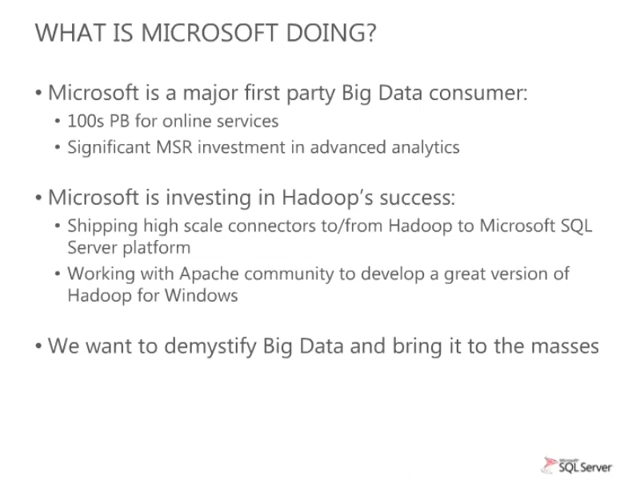 WHAT IS MICROSOFT DOING?
• Microsoft is a major first party Big Data consumer:
• 100s PB for online services
• Significant MSR investment in advanced analytics
• Microsoft is investing in Hadoop's success:
• Shipping high scale connectors to/from Hadoop to Microsoft SQL
Server platform
• Working with Apache community to develop a great version of
Hadoop for Windows
• We want to demystify Big Data and bring it to the masses
Microsoft
SQL Server